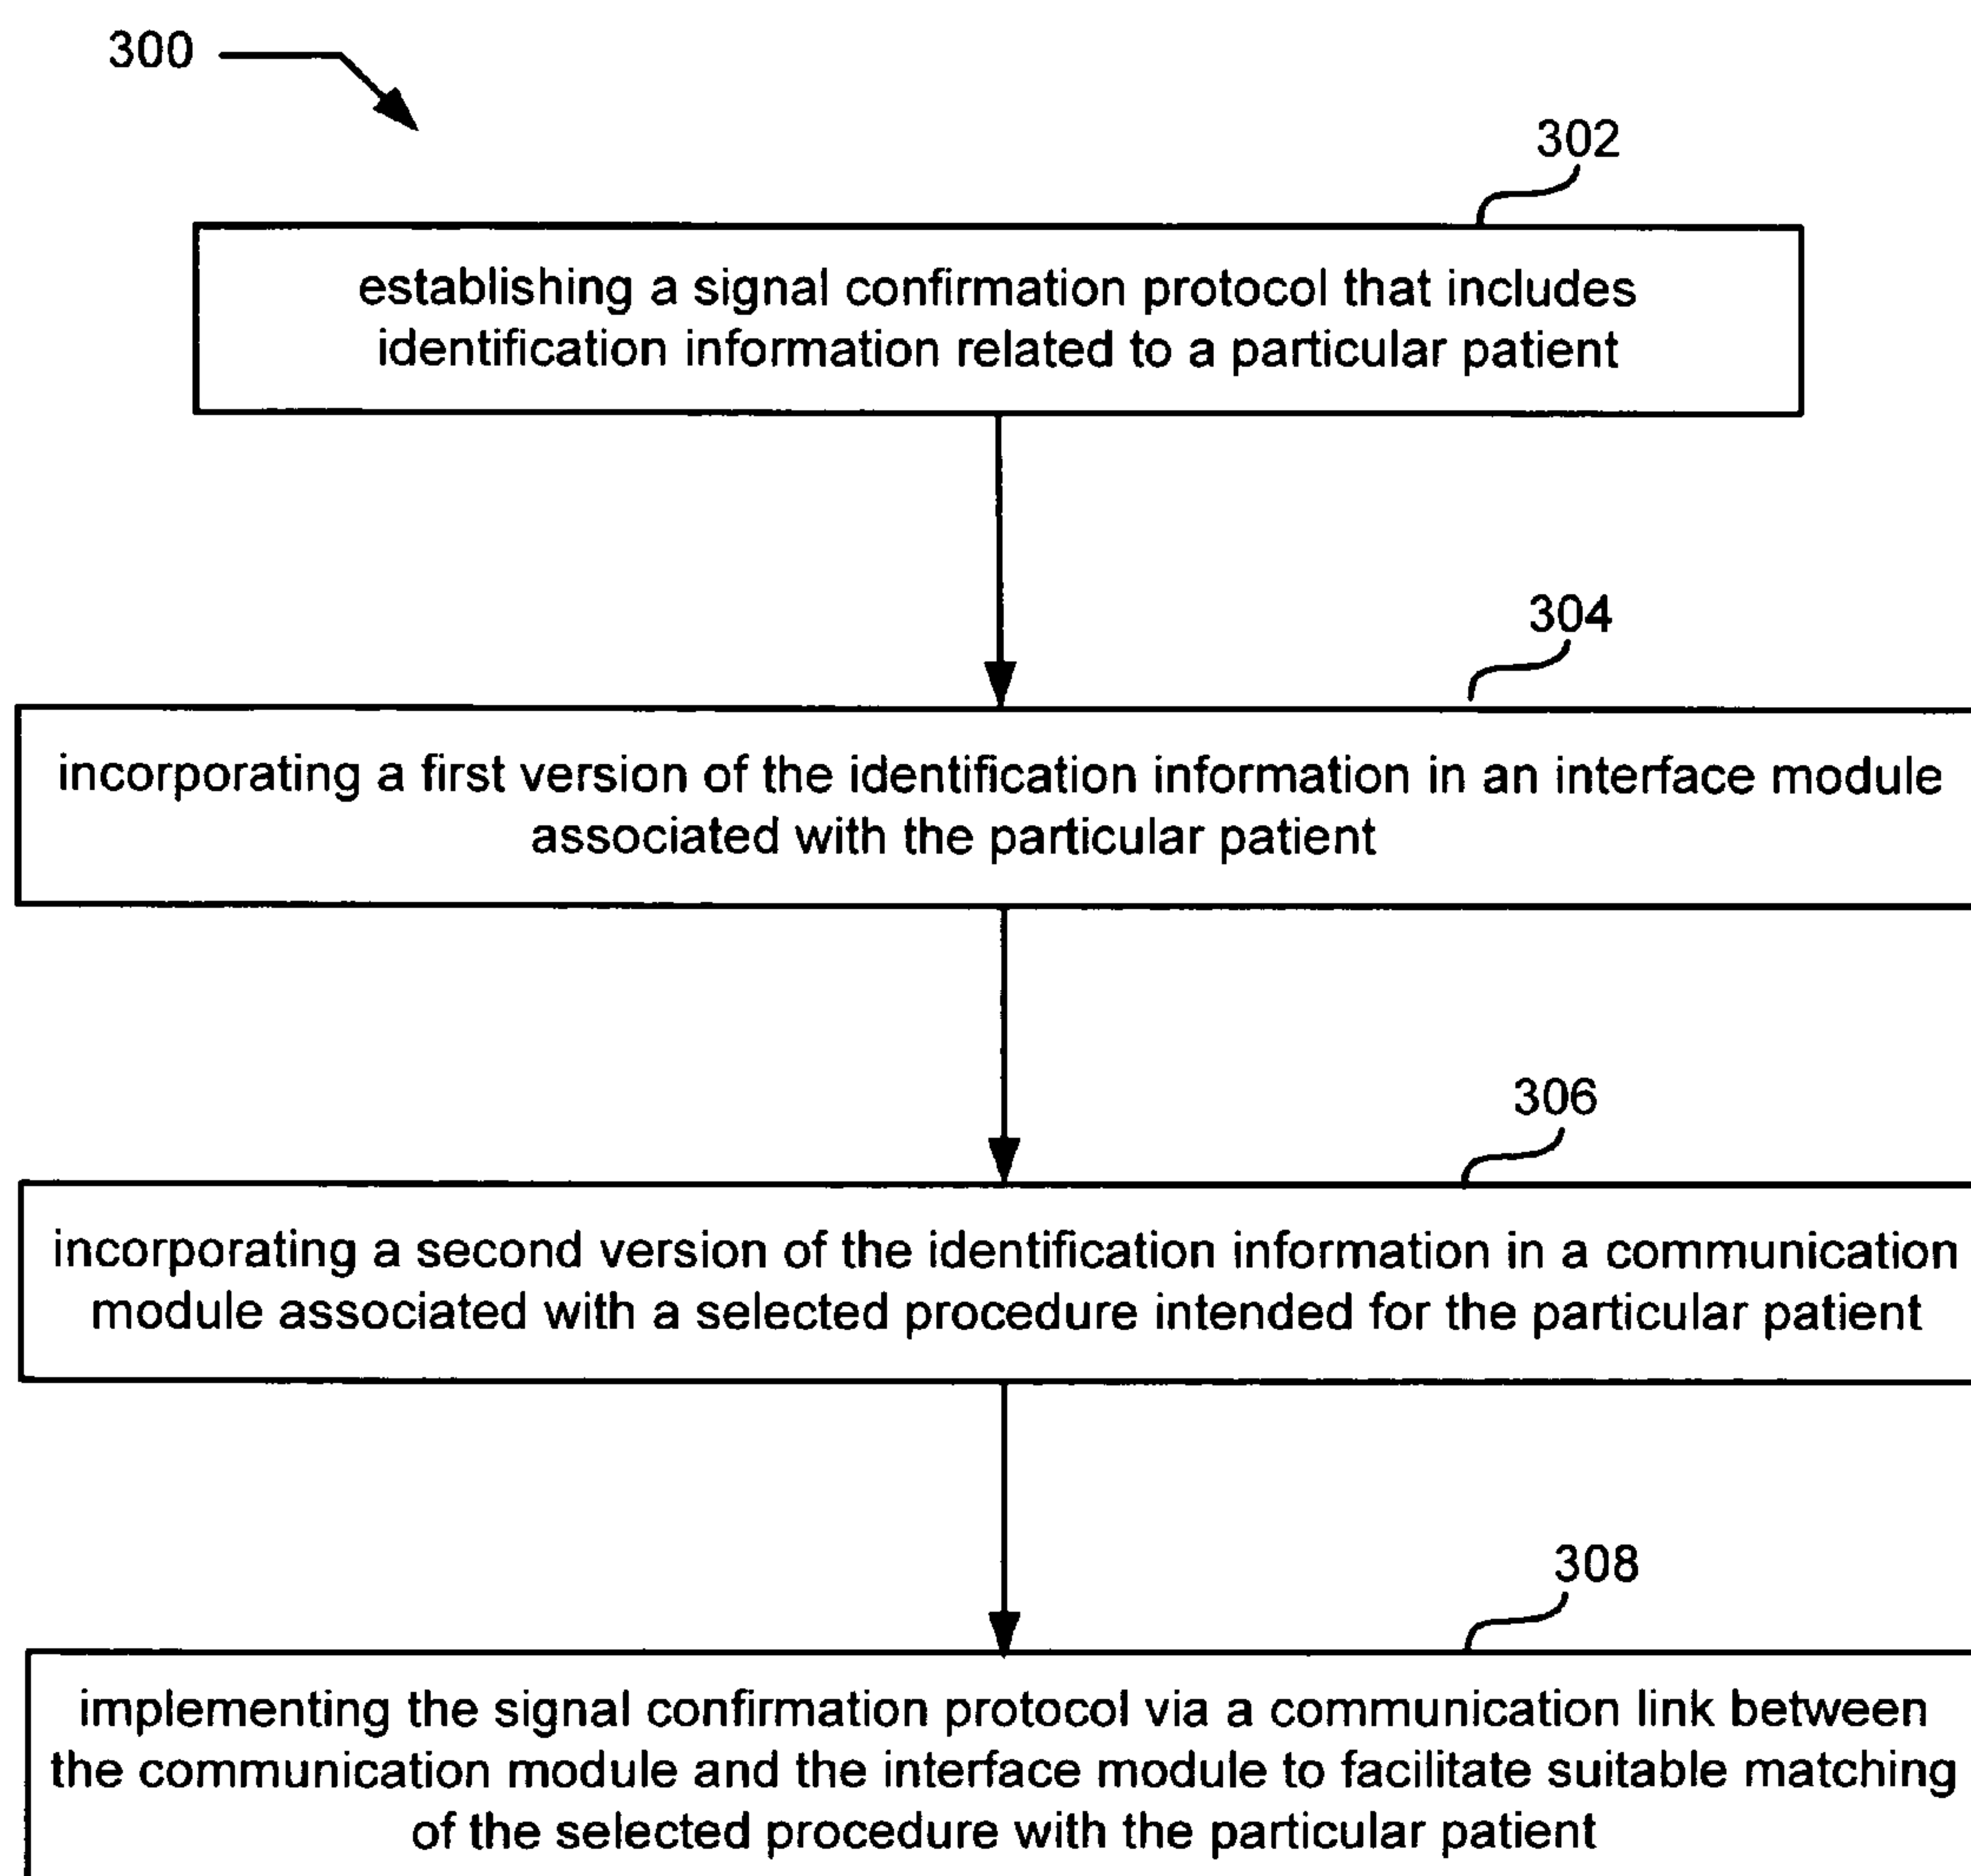 300
302
establishing a signal confirmation protocol that includes
identification information related to a particular patient
304
incorporating a first version of the identification information in an interface module
associated with the particular patient
306
incorporating a second version of the identification information in a communication
module associated with a selected procedure intended for the particular patient
308
implementing the signal confirmation protocol via a communication link between
the communication module and the interface module to facilitate suitable matching
of the selected procedure with the particular patient